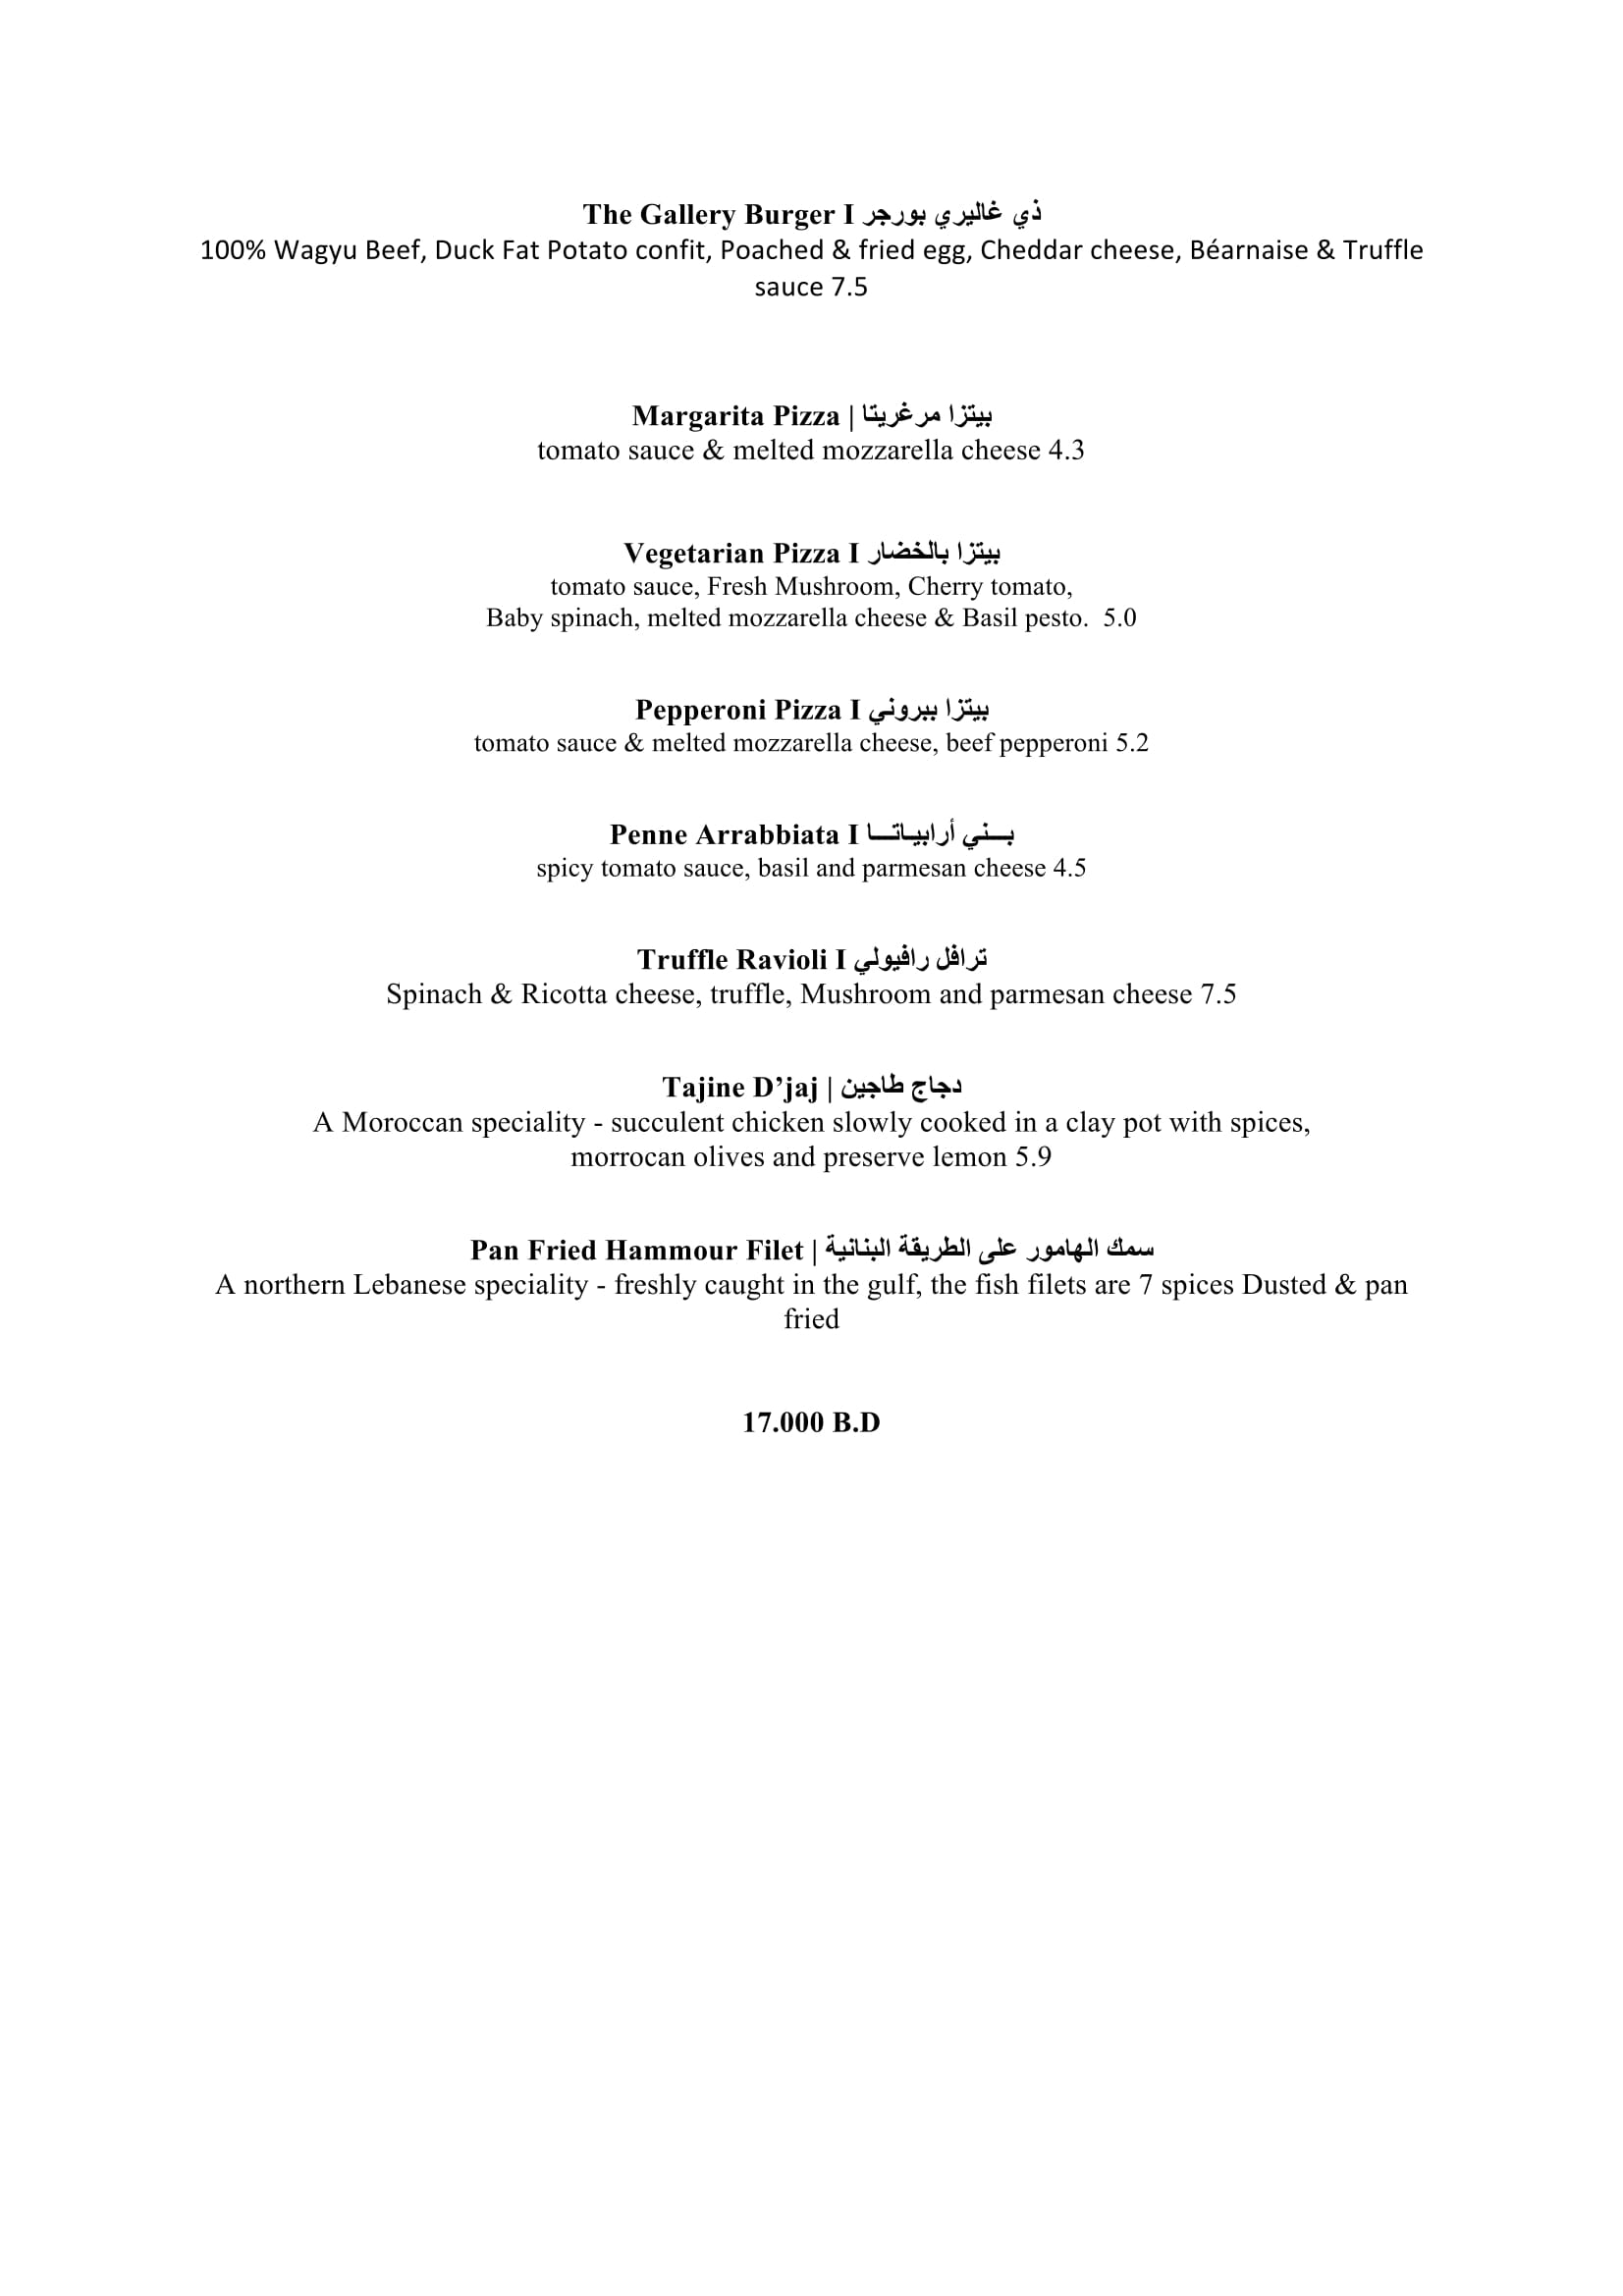 The Gallery Burger I ذي غاليري بورجر
100% Wagyu Beef, Duck Fat Potato confit, Poached & fried egg, Cheddar cheese, Béarnaise & Truffle
sauce 7.5
Margarita Pizza | بيتزا مرغريتا
tomato sauce & melted mozzarella cheese 4.3
Vegetarian Pizza I بيتزا بالخضار
tomato sauce, Fresh Mushroom, Cherry tomato,
Baby spinach, melted mozzarella cheese & Basil pesto.  5.0
Pepperoni Pizza I بيتزا ببروني
tomato sauce & melted mozzarella cheese, beef pepperoni 5.2
Penne Arrabbiata I بـــني أرابيـاتـــا
spicy tomato sauce, basil and parmesan cheese 4.5
Truffle Ravioli I ترافل رافيولي
Spinach & Ricotta cheese, truffle, Mushroom and parmesan cheese 7.5
Tajine D’jaj | دجاج طاجين
A Moroccan speciality - succulent chicken slowly cooked in a clay pot with spices,
morrocan olives and preserve lemon 5.9
Pan Fried Hammour Filet | سمك الهامور على الطريقة البنانية
A northern Lebanese speciality - freshly caught in the gulf, the fish filets are 7 spices Dusted & pan
fried
17.000 B.D